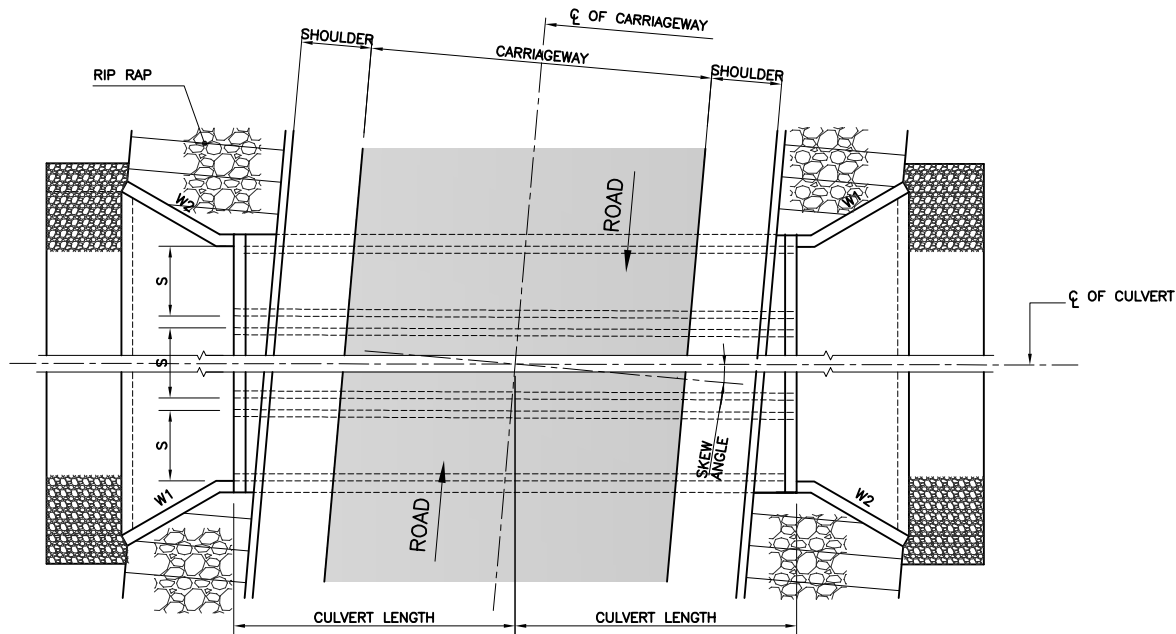 ℄ OF CARRIAGEWAY
SHOULDER
CARRIAGEWAY
SHOULDER
RIP RAP
W2
W1
ROAD
S
℄ OF CULVERT
S
S
SKEW
ANGLE
W1
W2
ROAD
CULVERT LENGTH
CULVERT LENGTH